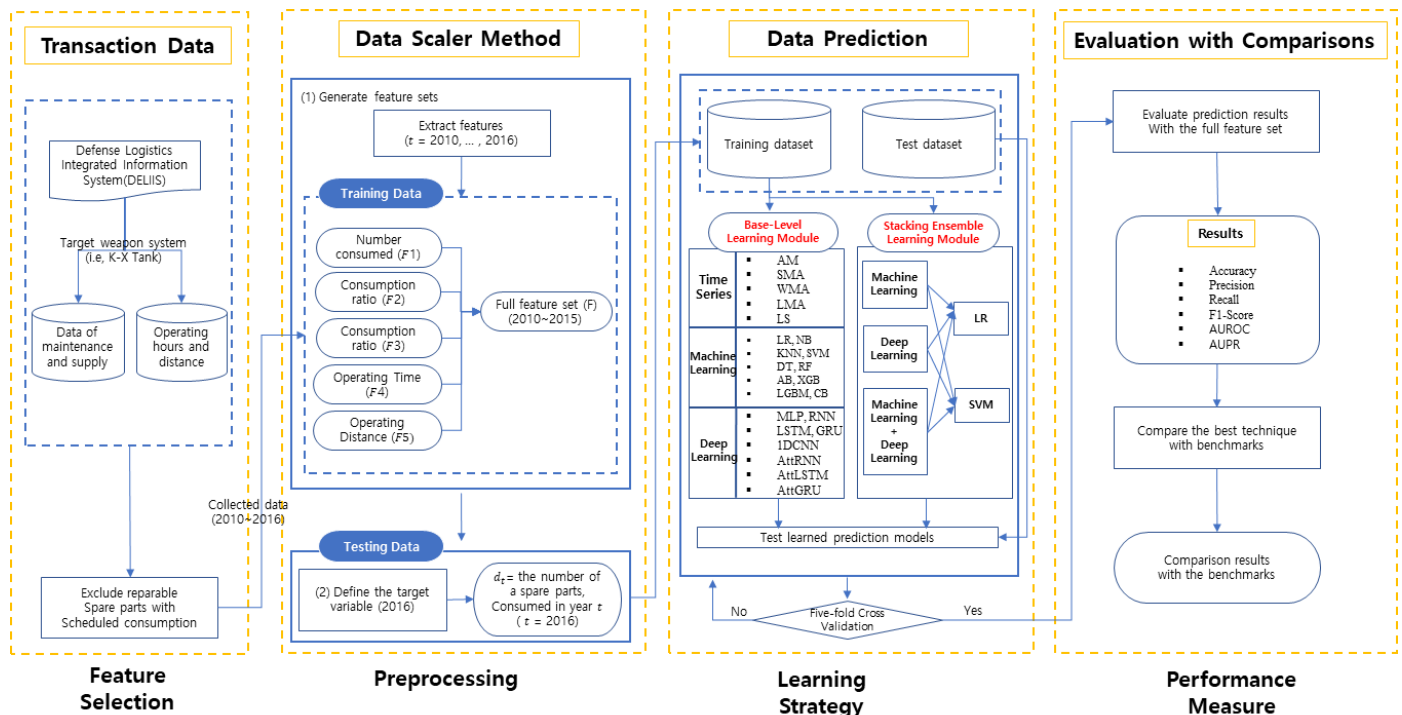 Transaction Data
Defense Logistics
Integrated Information
System(DELIIS)
Target weapon system
(i.e, K-X Tank)
Data of
maintenance
and supply
Operating
hours and
distance
Exclude reparable
Spare parts with
Scheduled consumption
Collected data
(2010~2016)
Feature
Selection
Data Scaler Method
(1) Generate feature sets
Extract features
(t = 2010, ... , 2016)
Training Data
Number
consumed (F1)
Consumption
ratio (F2)
Consumption
ratio (F3)
Operating Time
(F4)
Operating
Distance (F5)
Full feature set (F)
(2010~2015)
Testing Data
(2) Define the target
variable (2016)
dₜ= the number of
a spare parts,
Consumed in year t
( t = 2016)
Preprocessing
Data Prediction
Training dataset
Test dataset
Base-Level
Learning Module
Time
Series
▪ AM
▪ SMA
▪ WMA
▪ LMA
▪ LS
Machine
Learning
▪ LR, NB
▪ KNN, SVM
▪ DT, RF
▪ AB, XGB
▪ LGBM, CB
Deep
Learning
▪ MLP, RNN
▪ LSTM, GRU
▪ 1DCNN
▪ AttRNN
▪ AttLSTM
▪ AttGRU
Stacking Ensemble
Learning Module
Machine
Learning
Deep
Learning
Machine
Learning
+
Deep
Learning
LR
SVM
Test learned prediction models
No
Five-fold Cross
Validation
Yes
Learning
Strategy
Evaluation with Comparisons
Evaluate prediction results
With the full feature set
Results
▪ Accuracy
▪ Precision
▪ Recall
▪ F1-Score
▪ AUROC
▪ AUPR
Compare the best technique
with benchmarks
Comparison results
with the benchmarks
Performance
Measure